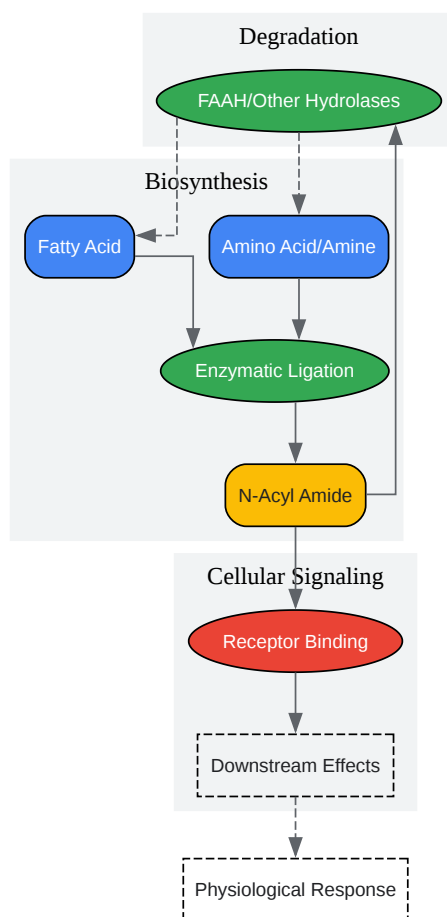 Degradation
FAAH/Other Hydrolases
Biosynthesis
Fatty Acid
Amino Acid/Amine
Enzymatic Ligation
N-Acyl Amide
Cellular Signaling
Receptor Binding
Downstream Effects
Physiological Response